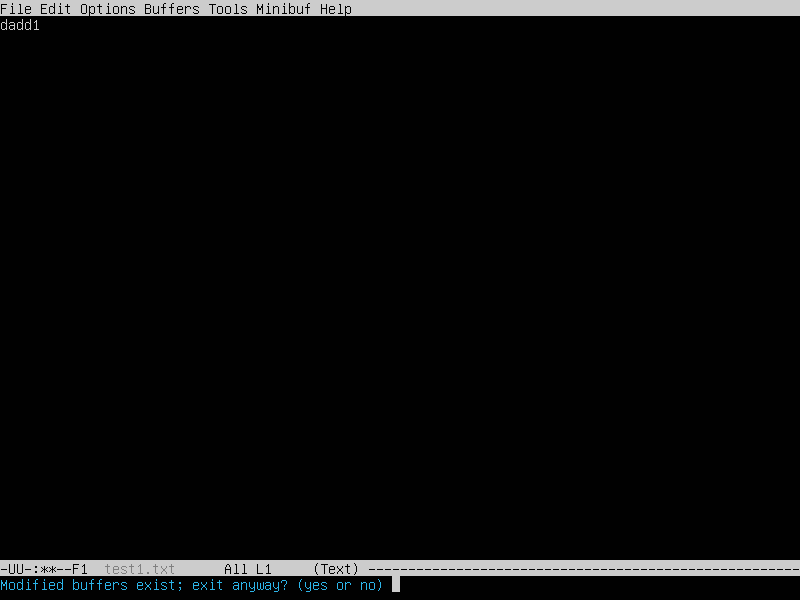 File Edit Options Buffers Tools Minibuf Help
dadd1
-UU-:**--F1  test1.txt      All L1     (Text) ------------------------------------------------------
Modified buffers exist; exit anyway? (yes or no)